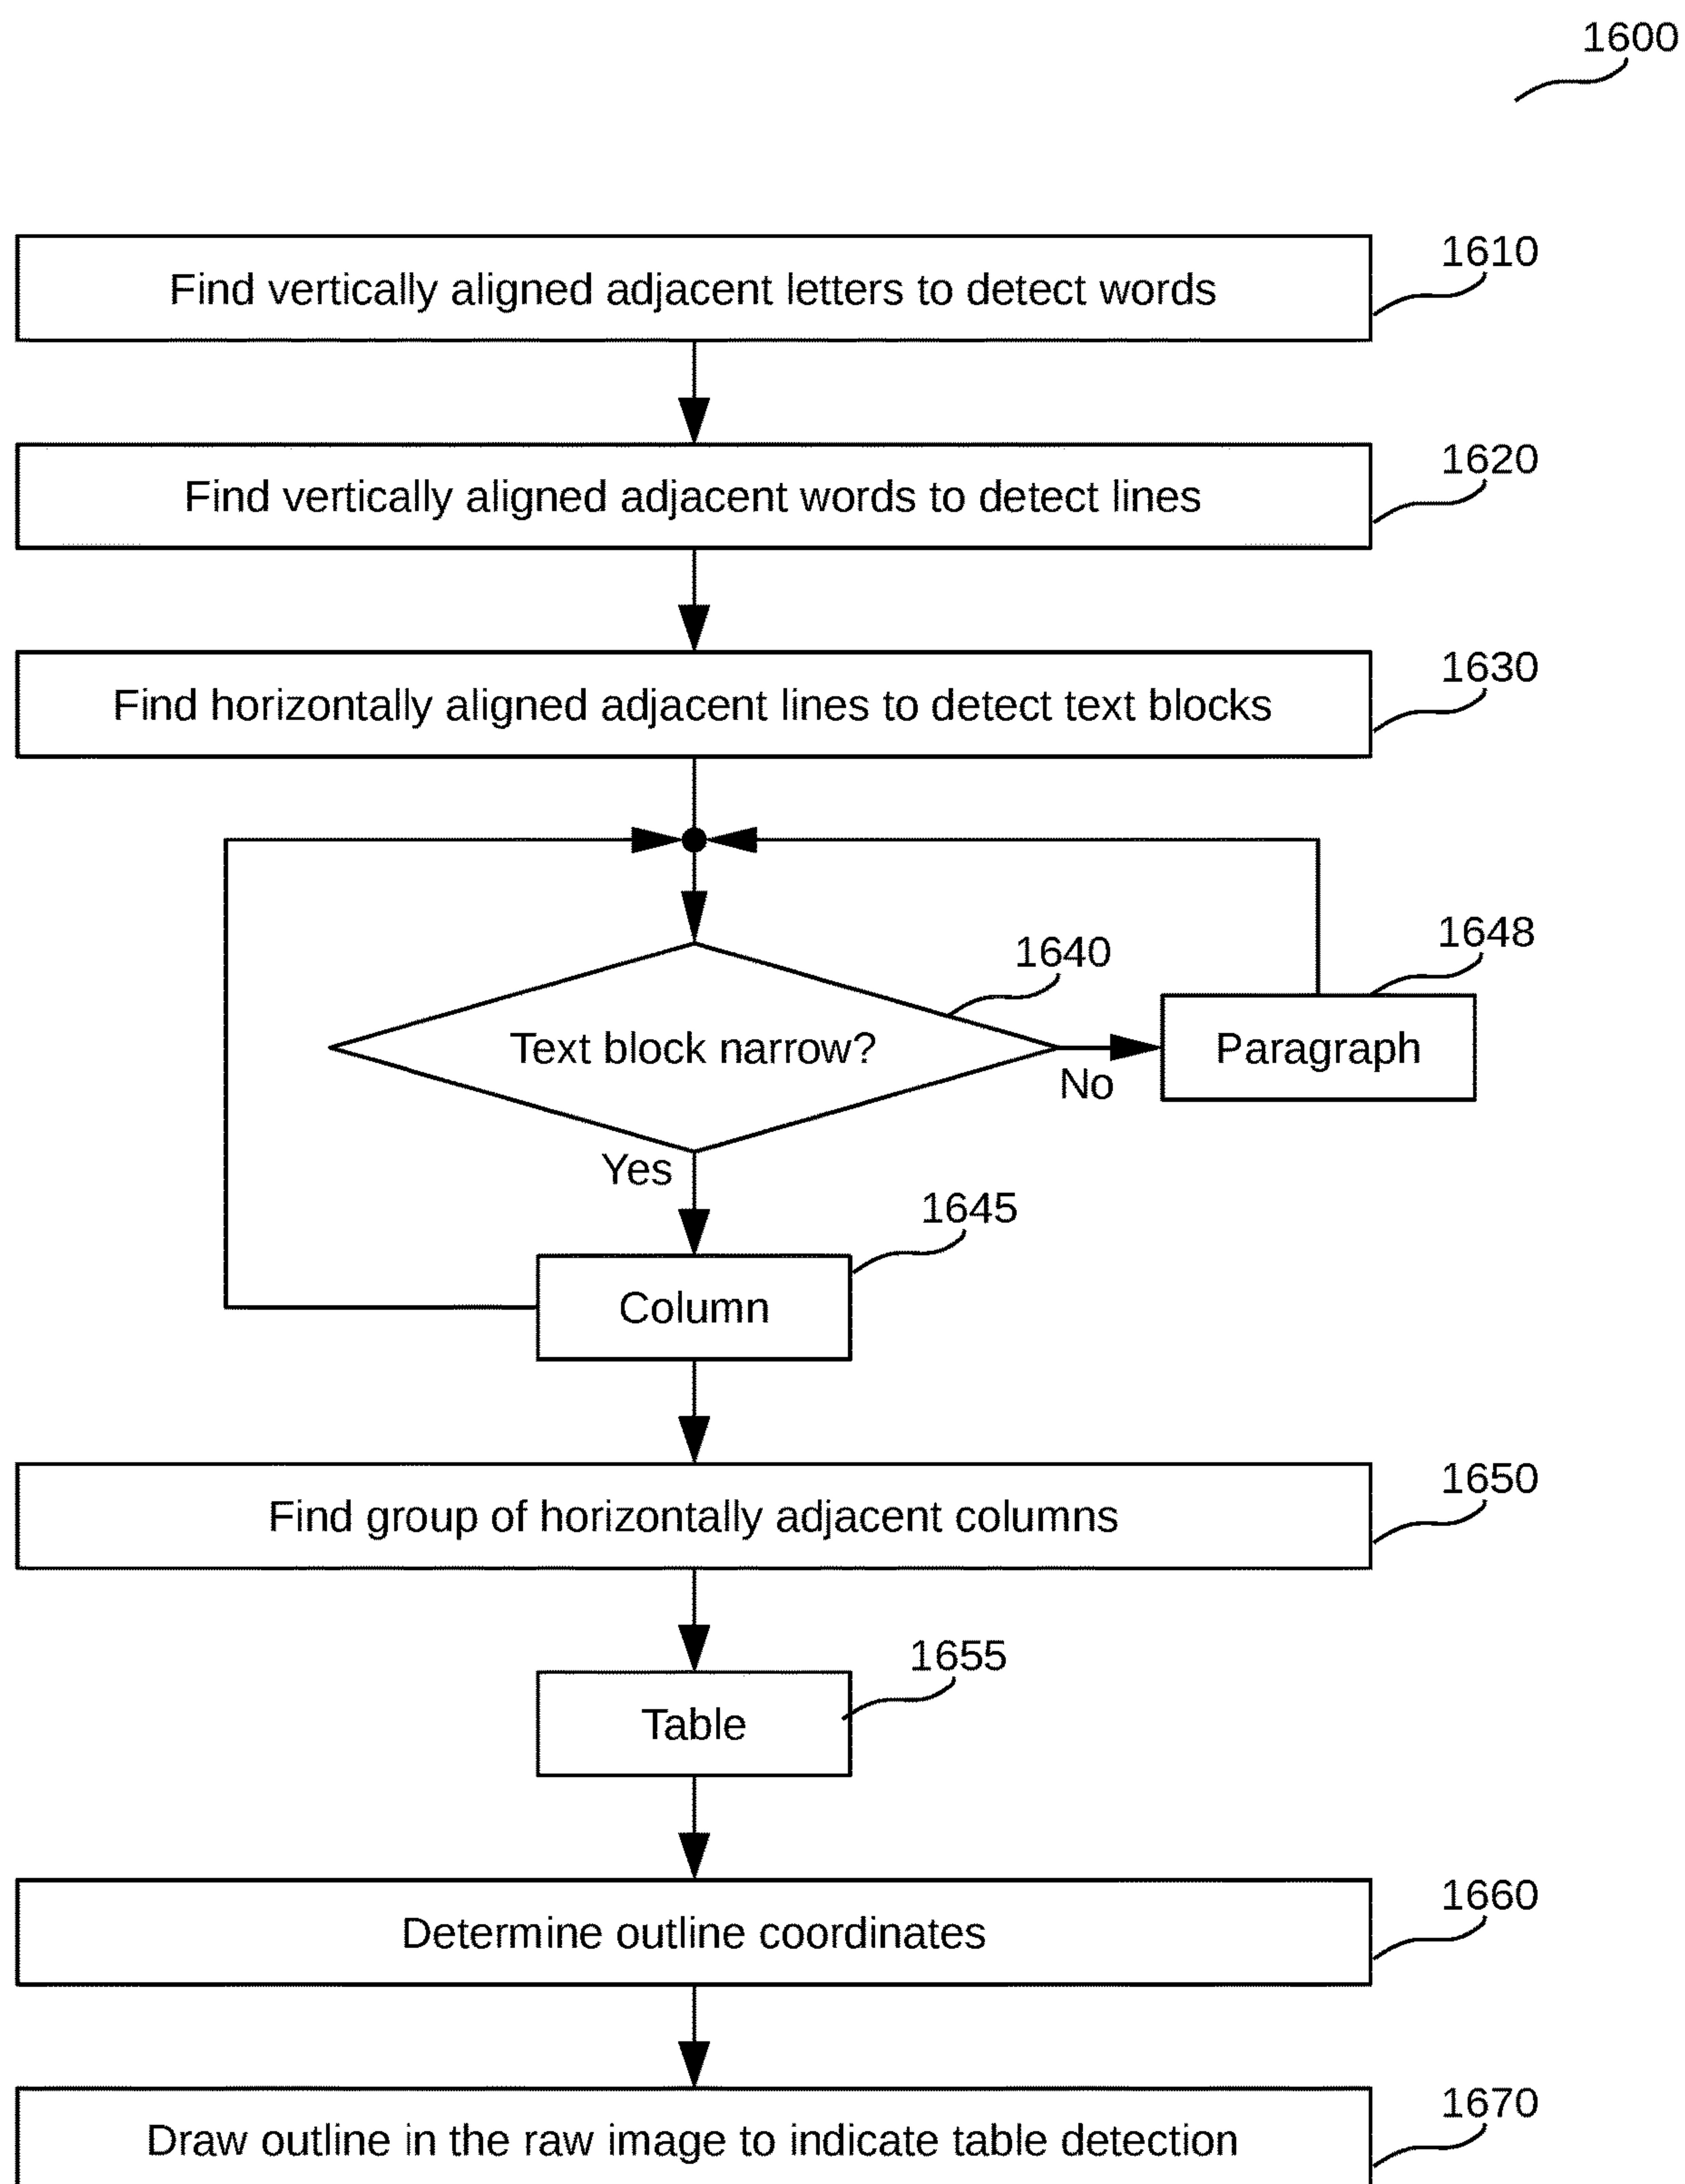 1600
Find vertically aligned adjacent letters to detect words
1610
Find vertically aligned adjacent words to detect lines
1620
Find horizontally aligned adjacent lines to detect text blocks
1630
1640
1648
Text block narrow?
No
Paragraph
Yes
1645
Column
Find group of horizontally adjacent columns
1650
1655
Table
Determine outline coordinates
1660
Draw outline in the raw image to indicate table detection
1670